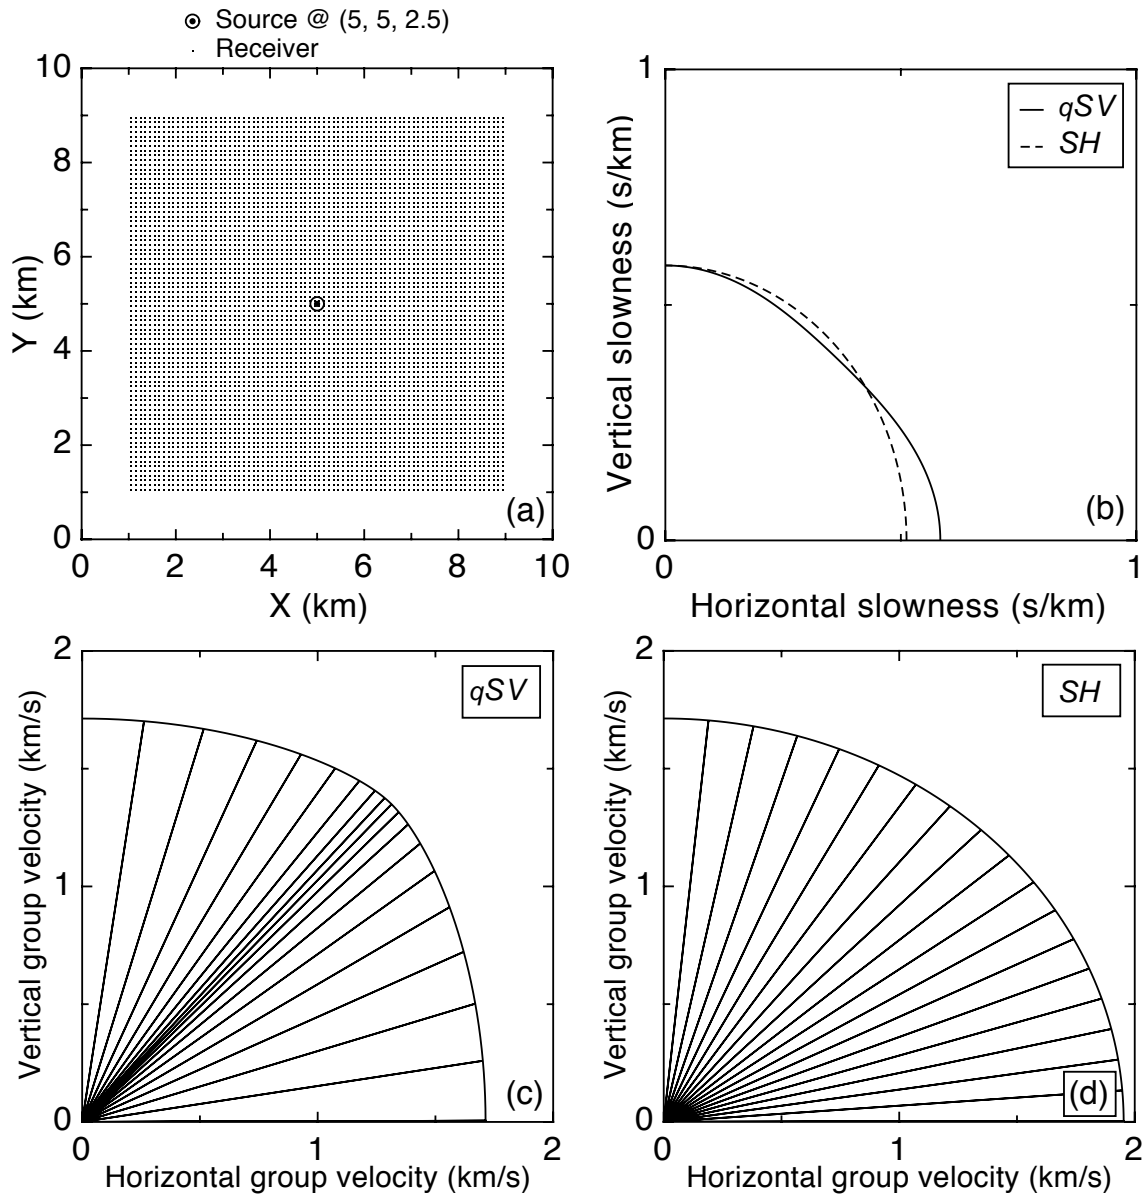 Source @ (5, 5, 2.5)
Receiver
10
8
6
4
2
0
Y (km)
0 2 4 6 8 10
X (km)
(a)
1
0
Vertical slowness (s/km)
qSV
SH
(b)
0 1
Horizontal slowness (s/km)
2
1
0
Vertical group velocity (km/s)
qSV
(c)
0 1 2
Horizontal group velocity (km/s)
2
1
0
Vertical group velocity (km/s)
SH
(d)
0 1 2
Horizontal group velocity (km/s)